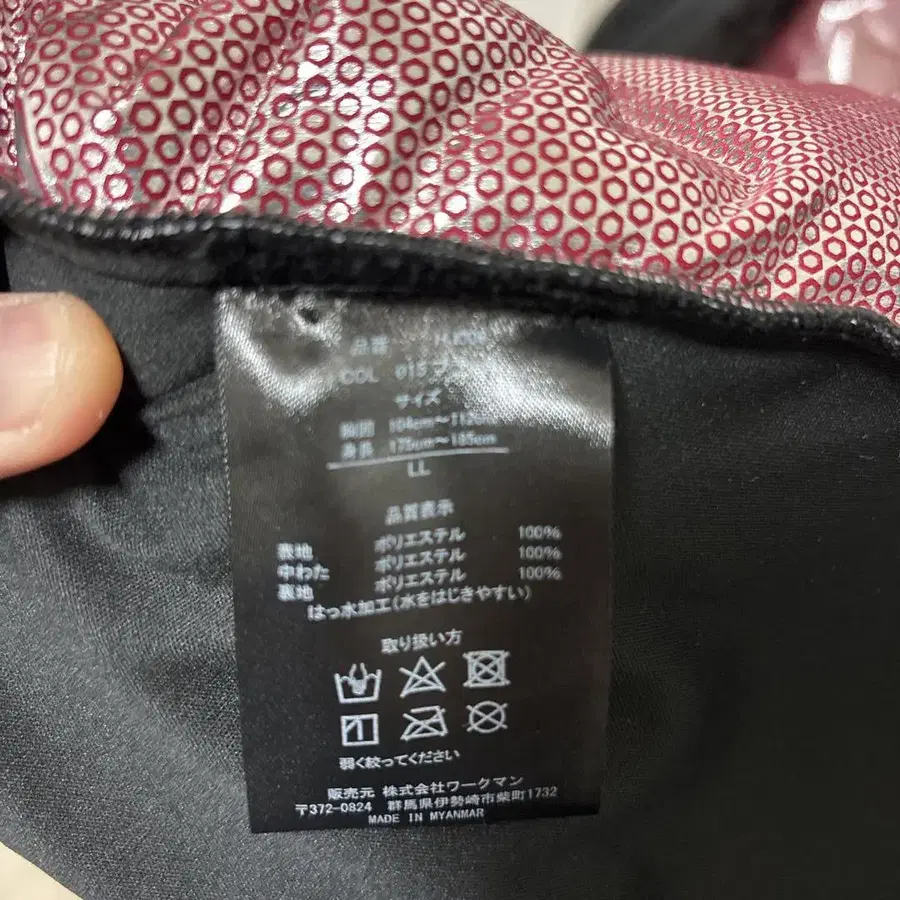 品番
COL 015
サイズ
胸囲 104cm～112cm
身長 175cm～185cm
LL
品質表示
表地 ポリエステル 100%
中わた ポリエステル 100%
裏地 ポリエステル 100%
はっ水加工(水をはじきやすい)
取り扱い方
弱く絞ってください
販売元 株式会社ワークマン
〒372-0824 群馬県伊勢崎市柴町1732
MADE IN MYANMAR